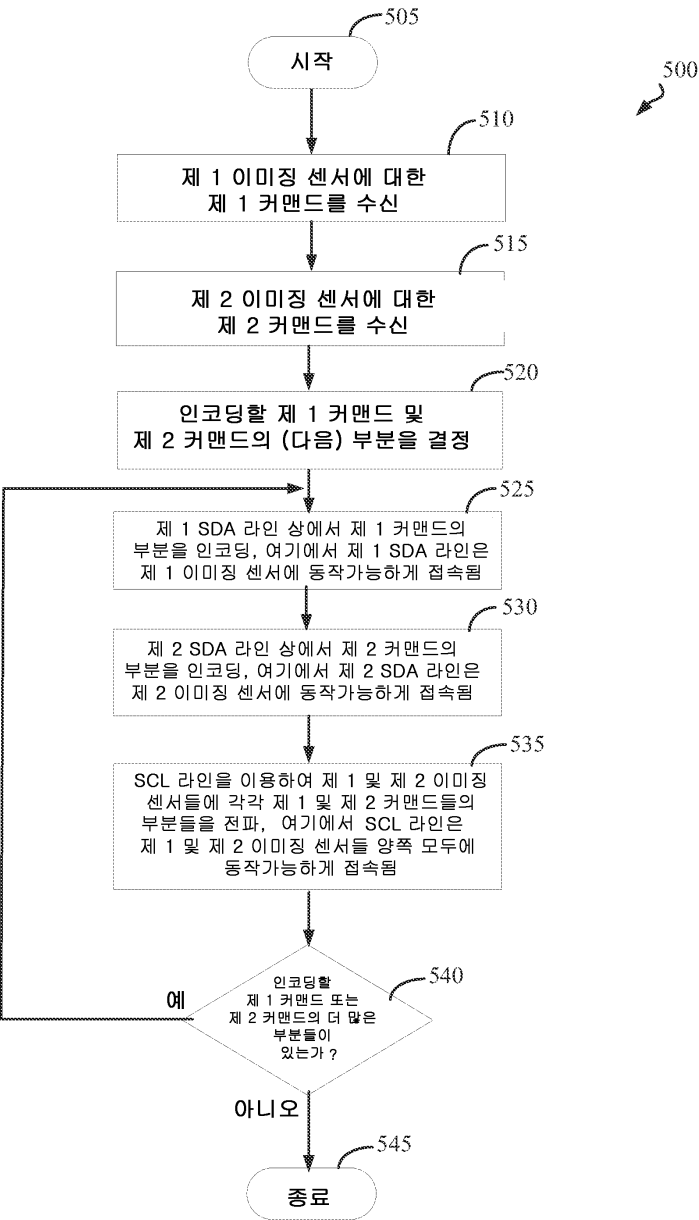 505
시작
500
510
제 1 이미징 센서에 대한
제 1 커맨드를 수신
515
제 2 이미징 센서에 대한
제 2 커맨드를 수신
520
인코딩할 제 1 커맨드 및
제 2 커맨드의 (다음) 부분을 결정
525
제 1 SDA 라인 상에서 제 1 커맨드의
부분을 인코딩, 여기에서 제 1 SDA 라인은
제 1 이미징 센서에 동작가능하게 접속됨
530
제 2 SDA 라인 상에서 제 2 커맨드의
부분을 인코딩, 여기에서 제 2 SDA 라인은
제 2 이미징 센서에 동작가능하게 접속됨
535
SCL 라인을 이용하여 제 1 및 제 2 이미징
센서들에 각각 제 1 및 제 2 커맨드들의
부분들을 전파, 여기에서 SCL 라인은
제 1 및 제 2 이미징 센서들 양쪽 모두에
동작가능하게 접속됨
540
인코딩할
제 1 커맨드 또는
제 2 커맨드의 더 많은
부분들이
있는가 ?
예
아니오
545
종료